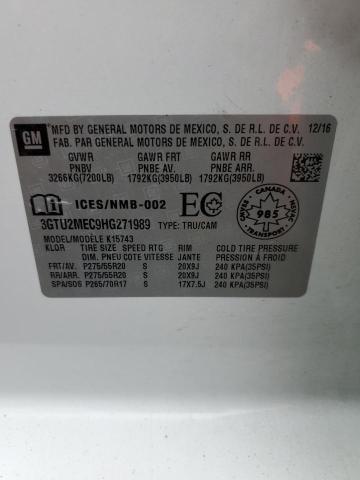 GM
MFD BY GENERAL MOTORS DE MEXICO, S. DE R.L. DE C.V. 12/16
FAB. PAR GENERAL MOTORS DE MEXICO, S. DE R.L. DE C.V.
GVWR GAWR FRT GAWR RR
PNBV PNBE AV. PNBE ARR.
3266KG(7200LB) 1792KG(3950LB) 1792KG(3950LB)
ICES/NMB-002 EC
CANADA
985
TRANSPORT
3GTU2MEC9HG271989 TYPE: TRU/CAM
MODEL/MODÈLE K15743
KLQR TIRE SIZE SPEED RTG RIM COLD TIRE PRESSURE
DIM. PNEU COTE VITESSE JANTE PRESSION À FROID
FRT/AV. P275/55R20 S 20X9J 240 KPA(35PSI)
RR/ARR. P275/55R20 S 20X9J 240 KPA(35PSI)
SPA/SOS P265/70R17 S 17X7.5J 240 KPA(35PSI)